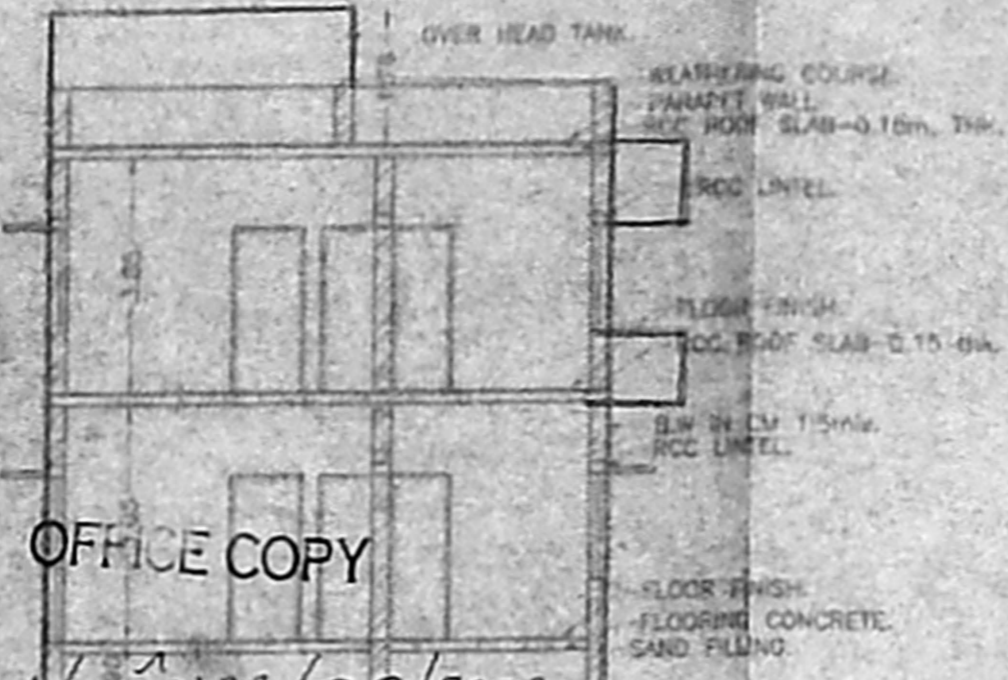 OVER HEAD TANK.
WEATHERING COURSE.
PARAPET WALL
RCC ROOF SLAB-0.15m. THK.
RCC LINTEL.
FLOOR FINISH.
RCC ROOF SLAB-0.15 thk.
B.W IN CM 1:5mix.
RCC LINTEL.
OFFICE COPY
FLOOR FINISH.
FLOORING CONCRETE.
SAND FILLING.